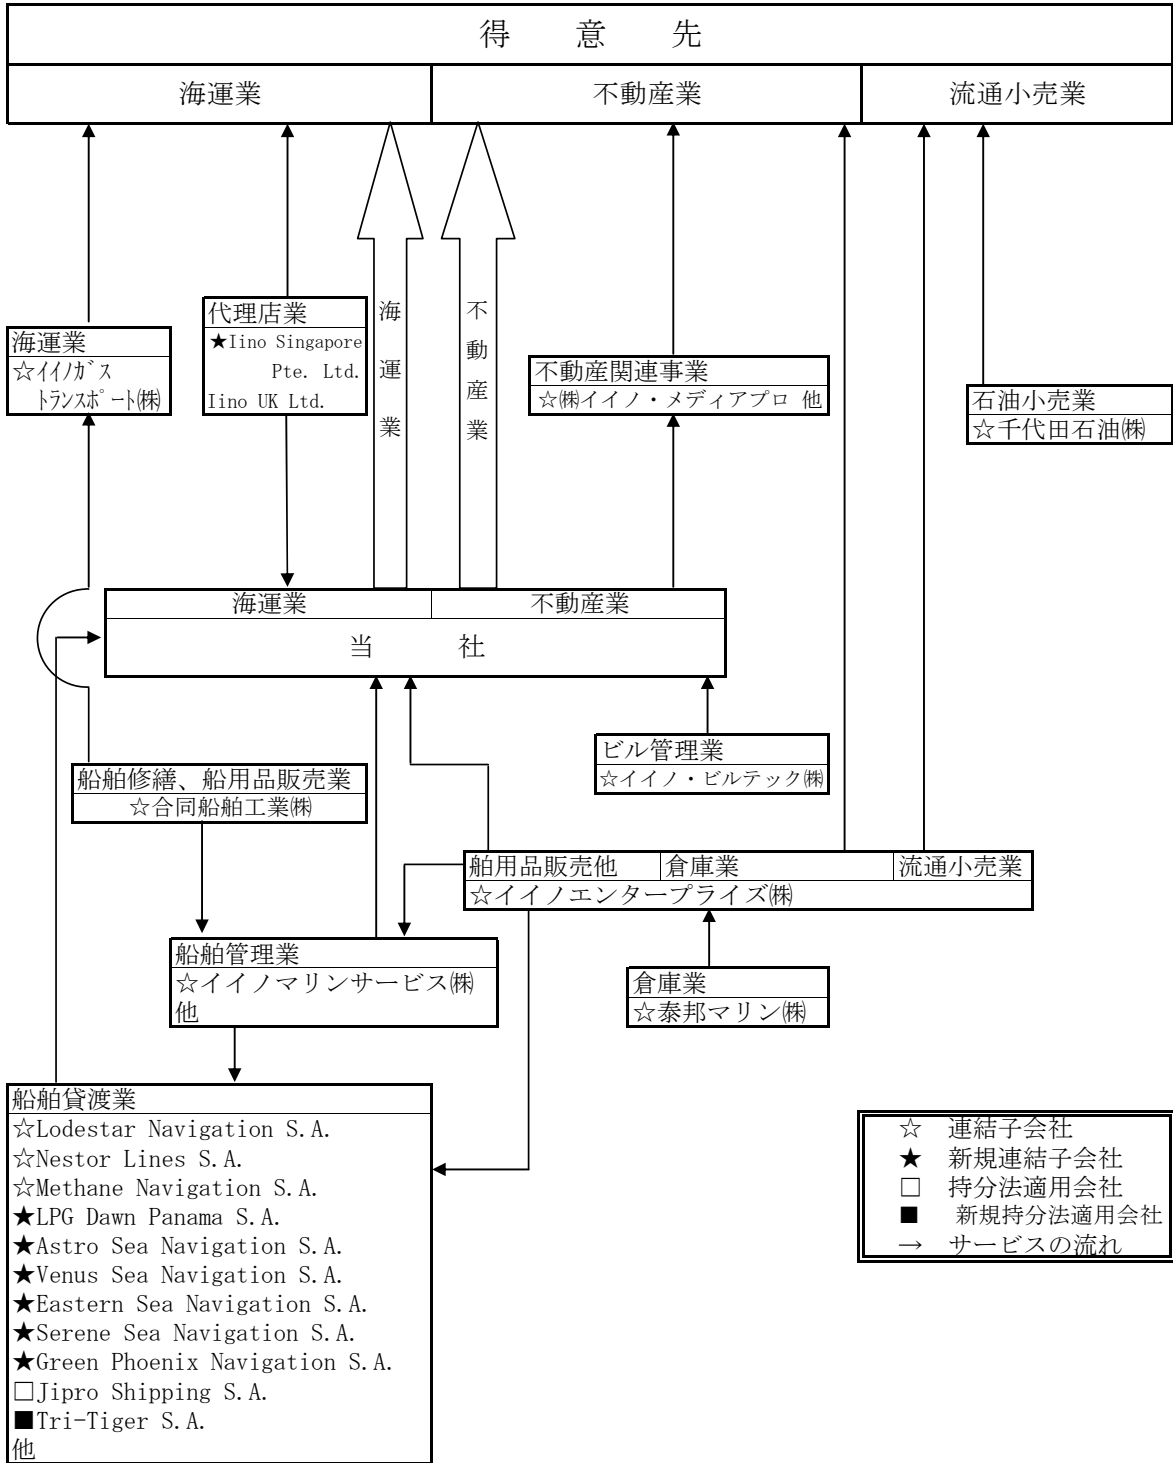 得 意 先
海運業 不動産業 流通小売業
代理店業
★Iino Singapore
Pte. Ltd.
Iino UK Ltd.
海運業
不動産業
海運業
☆イイノガス
トランスポート㈱
不動産関連事業
☆㈱イイノ・メディアプロ 他
石油小売業
☆千代田石油㈱
海運業 不動産業
当 社
ビル管理業
☆イイノ・ビルテック㈱
船舶修繕、船用品販売業
☆合同船舶工業㈱
舶用品販売他 倉庫業 流通小売業
☆イイノエンタープライズ㈱
船舶管理業
☆イイノマリンサービス㈱
他
倉庫業
☆泰邦マリン㈱
船舶貸渡業
☆Lodestar Navigation S.A.
☆Nestor Lines S.A.
☆Methane Navigation S.A.
★LPG Dawn Panama S.A.
★Astro Sea Navigation S.A.
★Venus Sea Navigation S.A.
★Eastern Sea Navigation S.A.
★Serene Sea Navigation S.A.
★Green Phoenix Navigation S.A.
□Jipro Shipping S.A.
■Tri-Tiger S.A.
他
☆ 連結子会社
★ 新規連結子会社
□ 持分法適用会社
■ 新規持分法適用会社
→ サービスの流れ